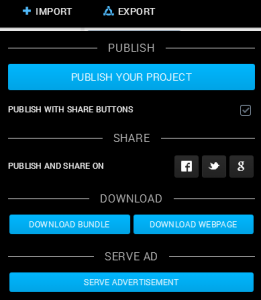 IMPORT EXPORT
PUBLISH
PUBLISH YOUR PROJECT
PUBLISH WITH SHARE BUTTONS
SHARE
PUBLISH AND SHARE ON
DOWNLOAD
DOWNLOAD BUNDLE DOWNLOAD WEBPAGE
SERVE AD
SERVE ADVERTISEMENT